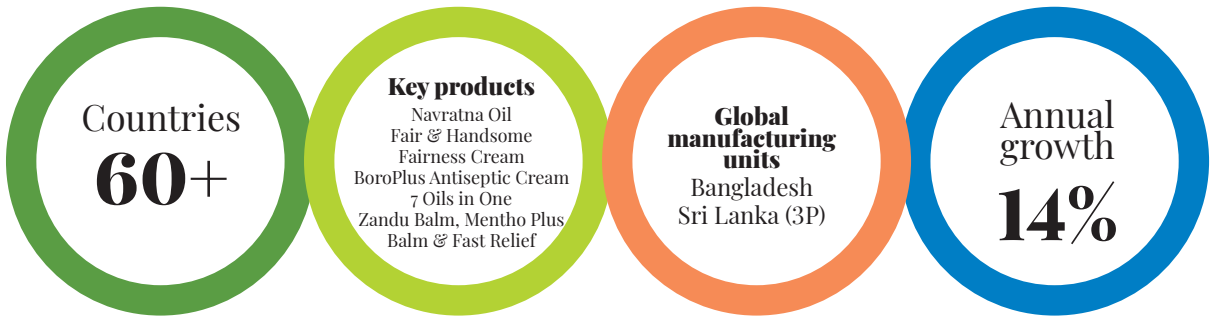 Countries
60+
Key products
Navratna Oil
Fair & Handsome
Fairness Cream
BoroPlus Antiseptic Cream
7 Oils in One
Zandu Balm, Mentho Plus
Balm & Fast Relief
Global
manufacturing
units
Bangladesh
Sri Lanka (3P)
Annual
growth
14%